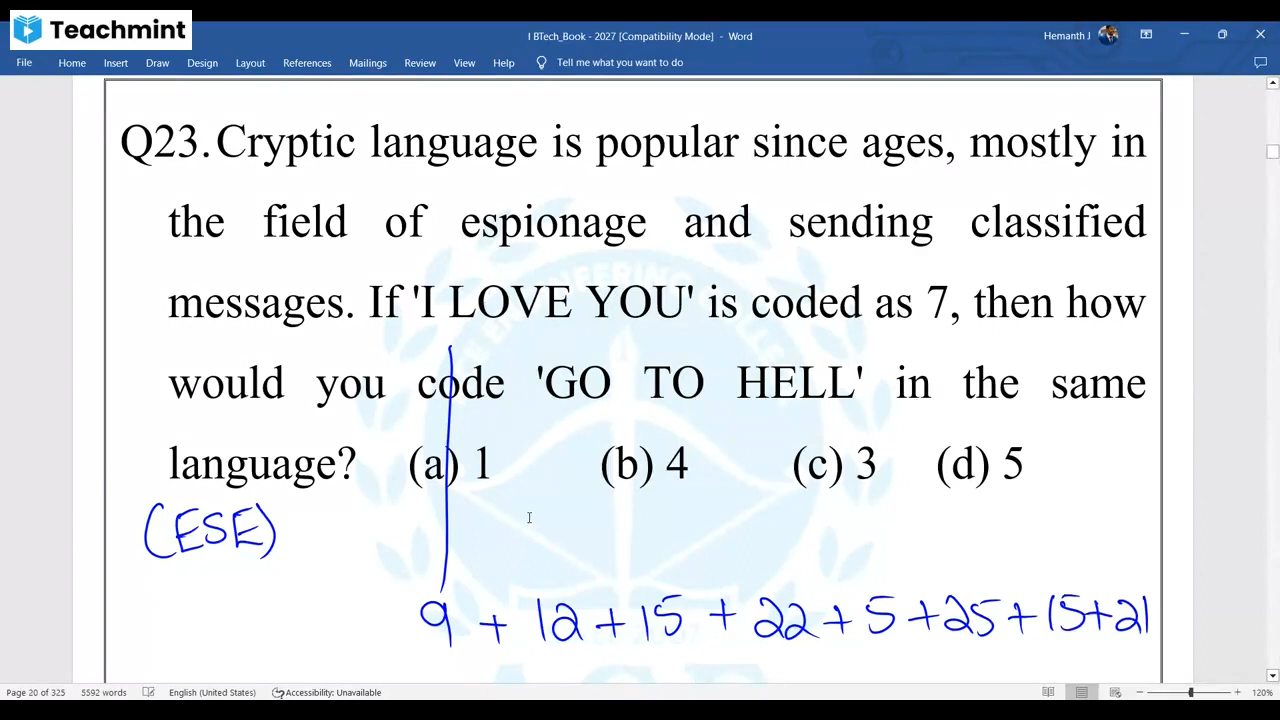 Teachmint
I BTech_Book - 2027 [Compatibility Mode] - Word
Hemanth J
File Home Insert Draw Design Layout References Mailings Review View Help Tell me what you want to do
Q23. Cryptic language is popular since ages, mostly in
the field of espionage and sending classified
messages. If 'I LOVE YOU' is coded as 7, then how
would you code 'GO TO HELL' in the same
language? (a) 1 (b) 4 (c) 3 (d) 5
(ESE)
9 + 12 + 15 + 22 + 5 + 25 + 15 + 21
Page 20 of 325 5592 words English (United States) Accessibility: Unavailable 120%